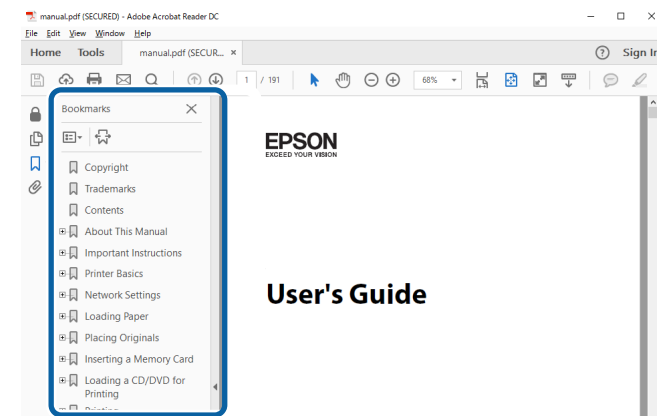 manual.pdf (SECURED) - Adobe Acrobat Reader DC
File Edit View Window Help
Home Tools manual.pdf (SECUR... ×
Sign In
1 / 191 68%
Bookmarks
EPSON
EXCEED YOUR VISION
Copyright
Trademarks
Contents
About This Manual
Important Instructions
Printer Basics
Network Settings
User's Guide
Loading Paper
Placing Originals
Inserting a Memory Card
Loading a CD/DVD for
Printing